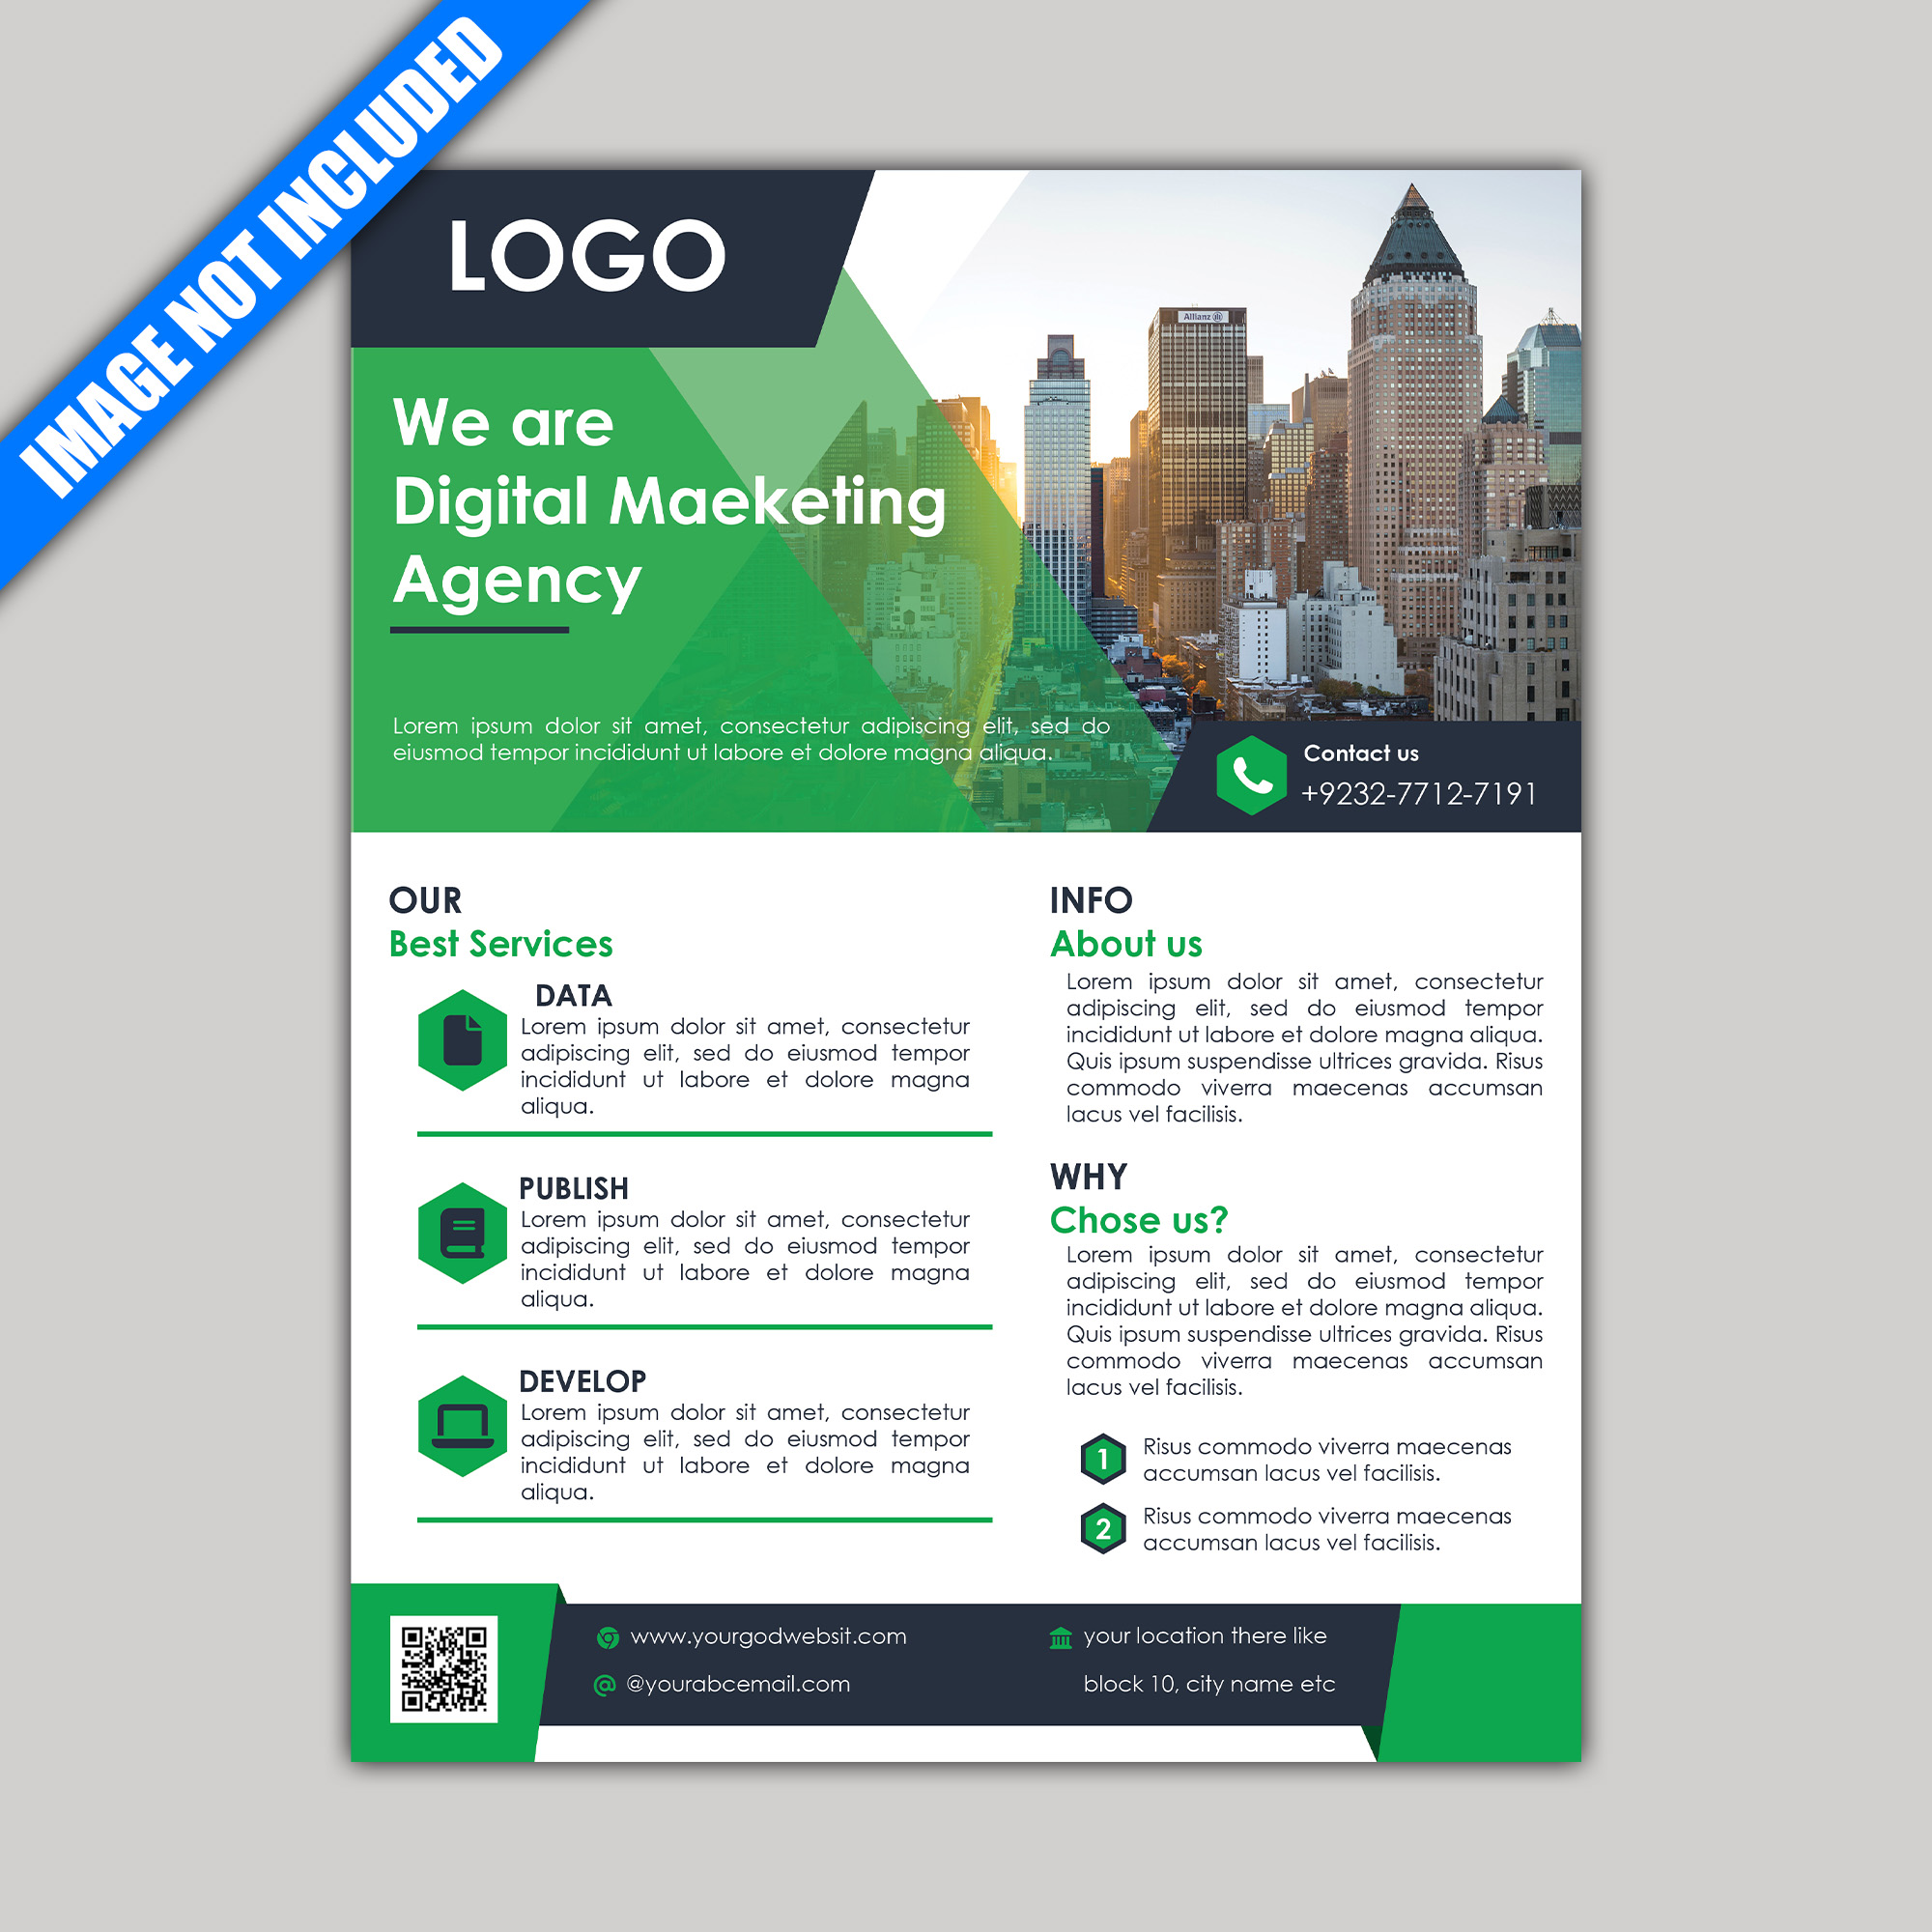 IMAGE NOT INCLUDED
LOGO
We are
Digital Maeketing
Agency
Allianz
Lorem ipsum dolor sit amet, consectetur adipiscing elit, sed do
eiusmod tempor incididunt ut labore et dolore magna aliqua.
Contact us
+9232-7712-7191
OUR
Best Services
DATA
Lorem ipsum dolor sit amet, consectetur
adipiscing elit, sed do eiusmod tempor
incididunt ut labore et dolore magna
aliqua.
PUBLISH
Lorem ipsum dolor sit amet, consectetur
adipiscing elit, sed do eiusmod tempor
incididunt ut labore et dolore magna
aliqua.
DEVELOP
Lorem ipsum dolor sit amet, consectetur
adipiscing elit, sed do eiusmod tempor
incididunt ut labore et dolore magna
aliqua.
INFO
About us
Lorem ipsum dolor sit amet, consectetur
adipiscing elit, sed do eiusmod tempor
incididunt ut labore et dolore magna aliqua.
Quis ipsum suspendisse ultrices gravida. Risus
commodo viverra maecenas accumsan
lacus vel facilisis.
WHY
Chose us?
Lorem ipsum dolor sit amet, consectetur
adipiscing elit, sed do eiusmod tempor
incididunt ut labore et dolore magna aliqua.
Quis ipsum suspendisse ultrices gravida. Risus
commodo viverra maecenas accumsan
lacus vel facilisis.
1 Risus commodo viverra maecenas
accumsan lacus vel facilisis.
2 Risus commodo viverra maecenas
accumsan lacus vel facilisis.
www.yourgodwebsit.com
@ @yourabcemail.com
your location there like
block 10, city name etc